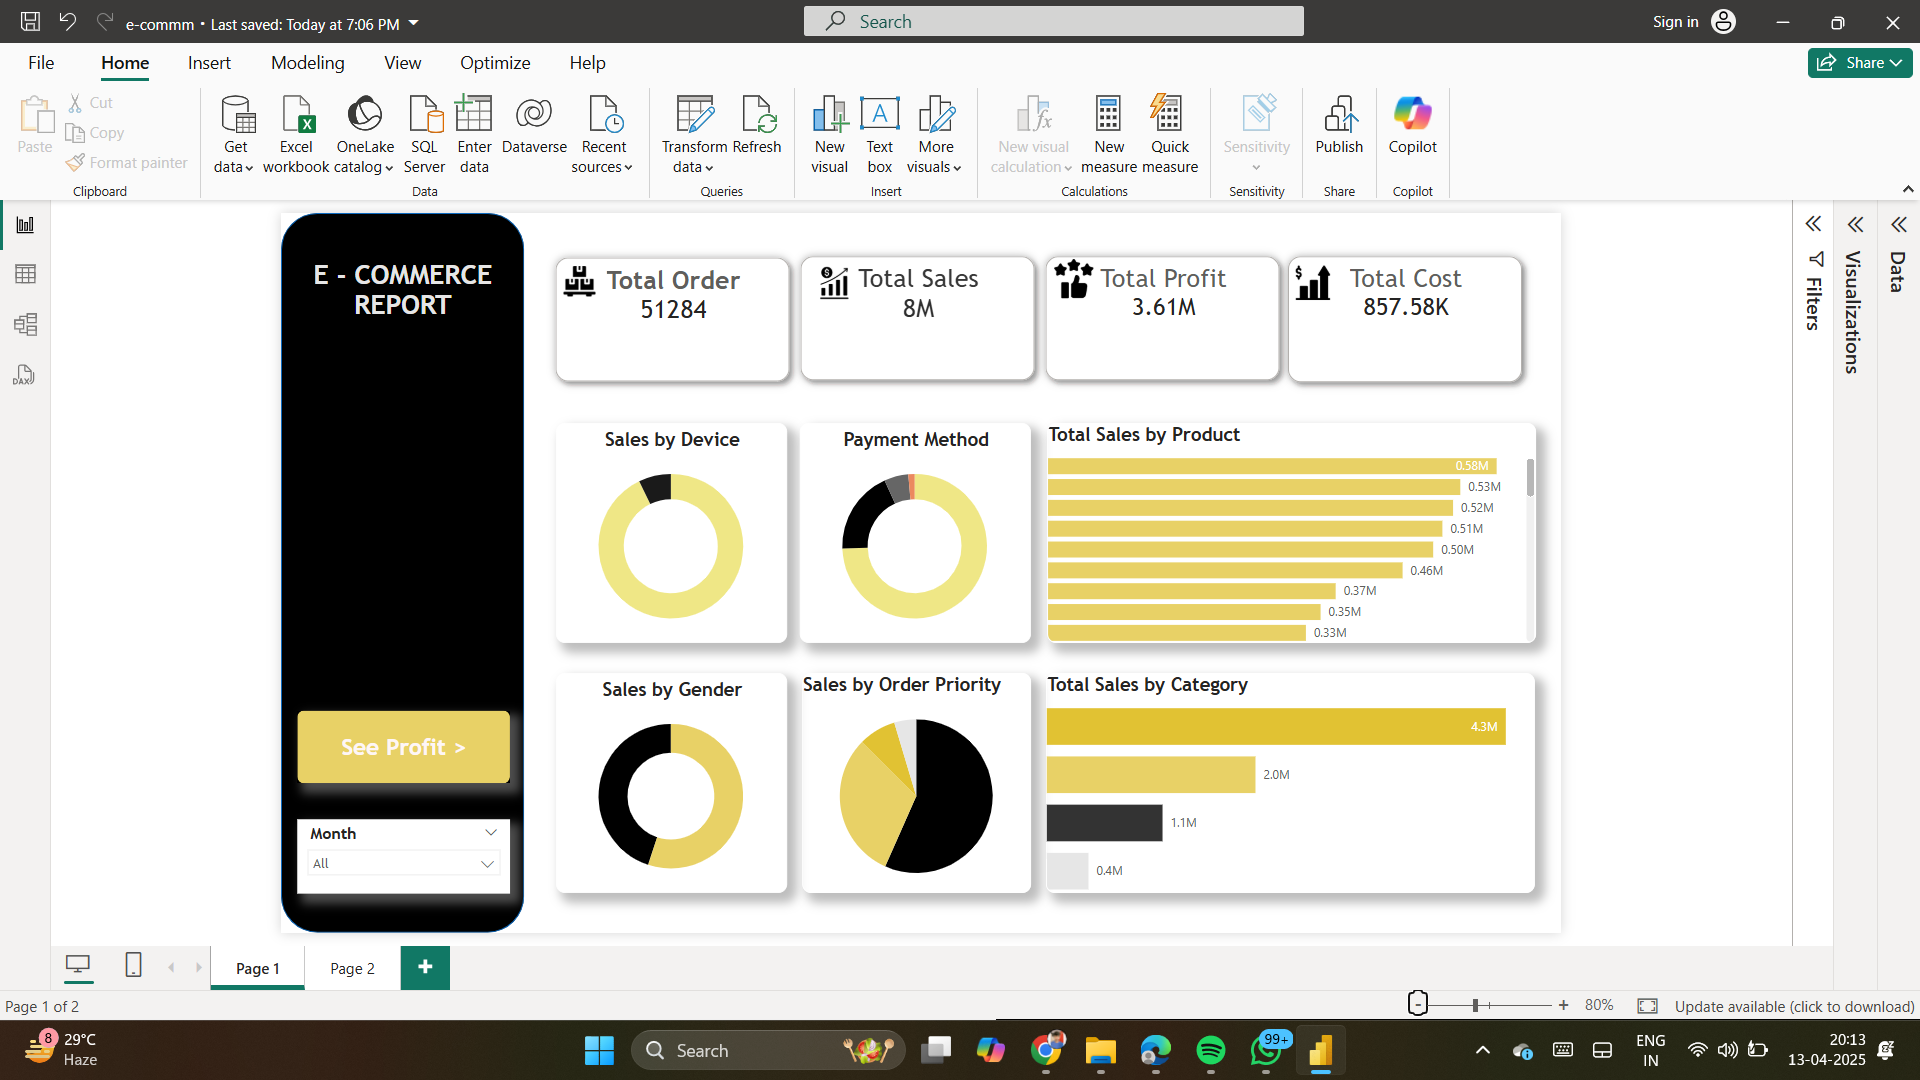 e-commm • Last saved: Today at 7:06 PM
Search
Sign in
File
Home
Insert
Modeling
View
Optimize
Help
Share
Paste
Cut
Copy
Format painter
Clipboard
Get
data
Excel
workbook
OneLake
catalog
SQL
Server
Enter
data
Dataverse
Recent
sources
Data
Transform
data
Refresh
Queries
New
visual
A
Text
box
More
visuals
Insert
fx
New visual
calculation
New
measure
Quick
measure
Calculations
Sensitivity
Sensitivity
Publish
Share
Copilot
Copilot
DAX
E - COMMERCE
REPORT
See Profit >
Month
All
Total Order
51284
$
Total Sales
8M
Total Profit
3.61M
$
Total Cost
857.58K
Sales by Device
Payment Method
Total Sales by Product
0.58M
0.53M
0.52M
0.51M
0.50M
0.46M
0.37M
0.35M
0.33M
Sales by Gender
Sales by Order Priority
Total Sales by Category
4.3M
2.0M
1.1M
0.4M
Filters
Visualizations
Data
Page 1
Page 2
+
Page 1 of 2
- + 80%
Update available (click to download)
8
29°C
Haze
Search
99+
ENG
IN
20:13
13-04-2025